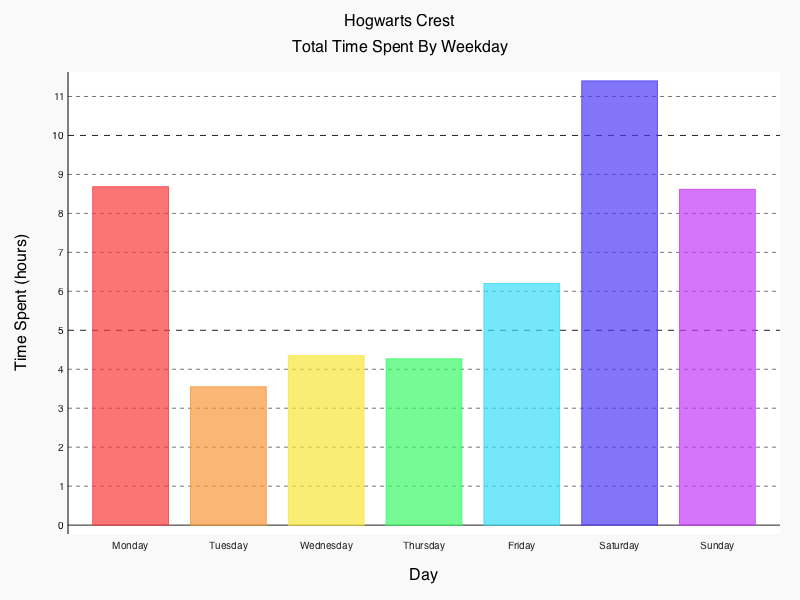 Hogwarts Crest
Total Time Spent By Weekday
Time Spent (hours)
11
10
9
8
7
6
5
4
3
2
1
0
Monday Tuesday Wednesday Thursday Friday Saturday Sunday
Day